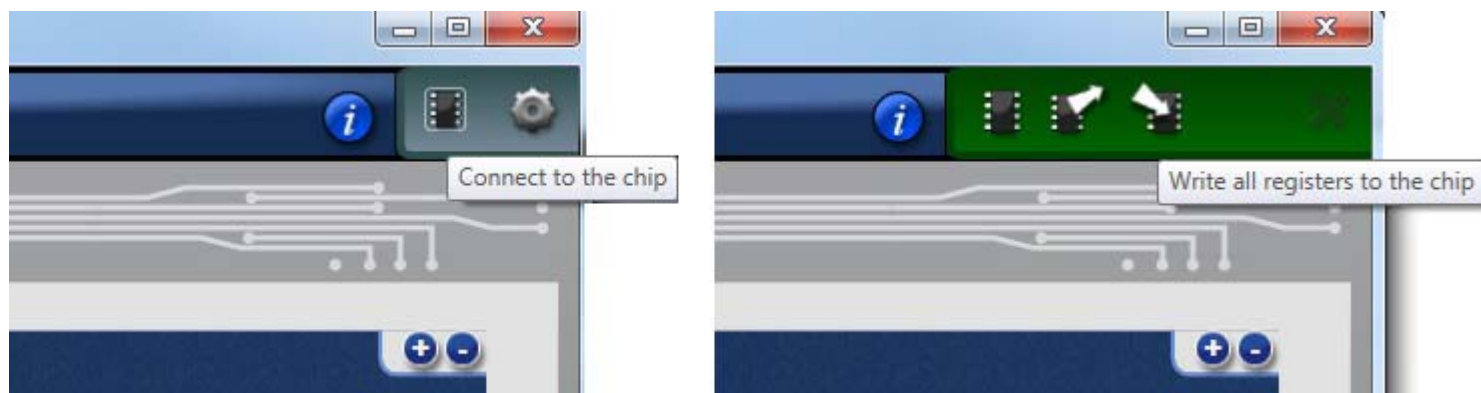 i
Connect to the chip
i
Write all registers to the chip